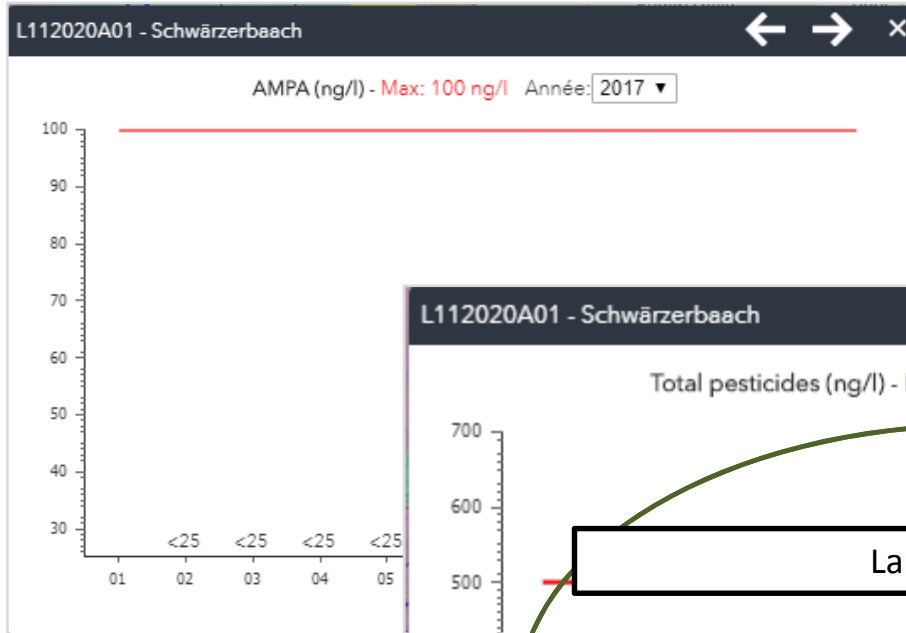 L112020A01 - Schwärzerbaach
AMPA (ng/l) - Max: 100 ng/l Année: 2017
100
90
80
70
60
50
40
30
<25 <25 <25 <25
01 02 03 04 05
L112020A01 - Schwärzerbaach
Total pesticides (ng/l) -
700
600
500
La